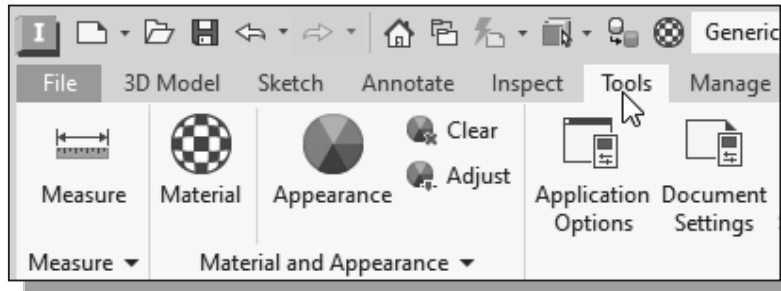 I
Generic
File 3D Model Sketch Annotate Inspect Tools Manage
Clear
Adjust
Measure Material Appearance Application Document
Options Settings
Measure Material and Appearance